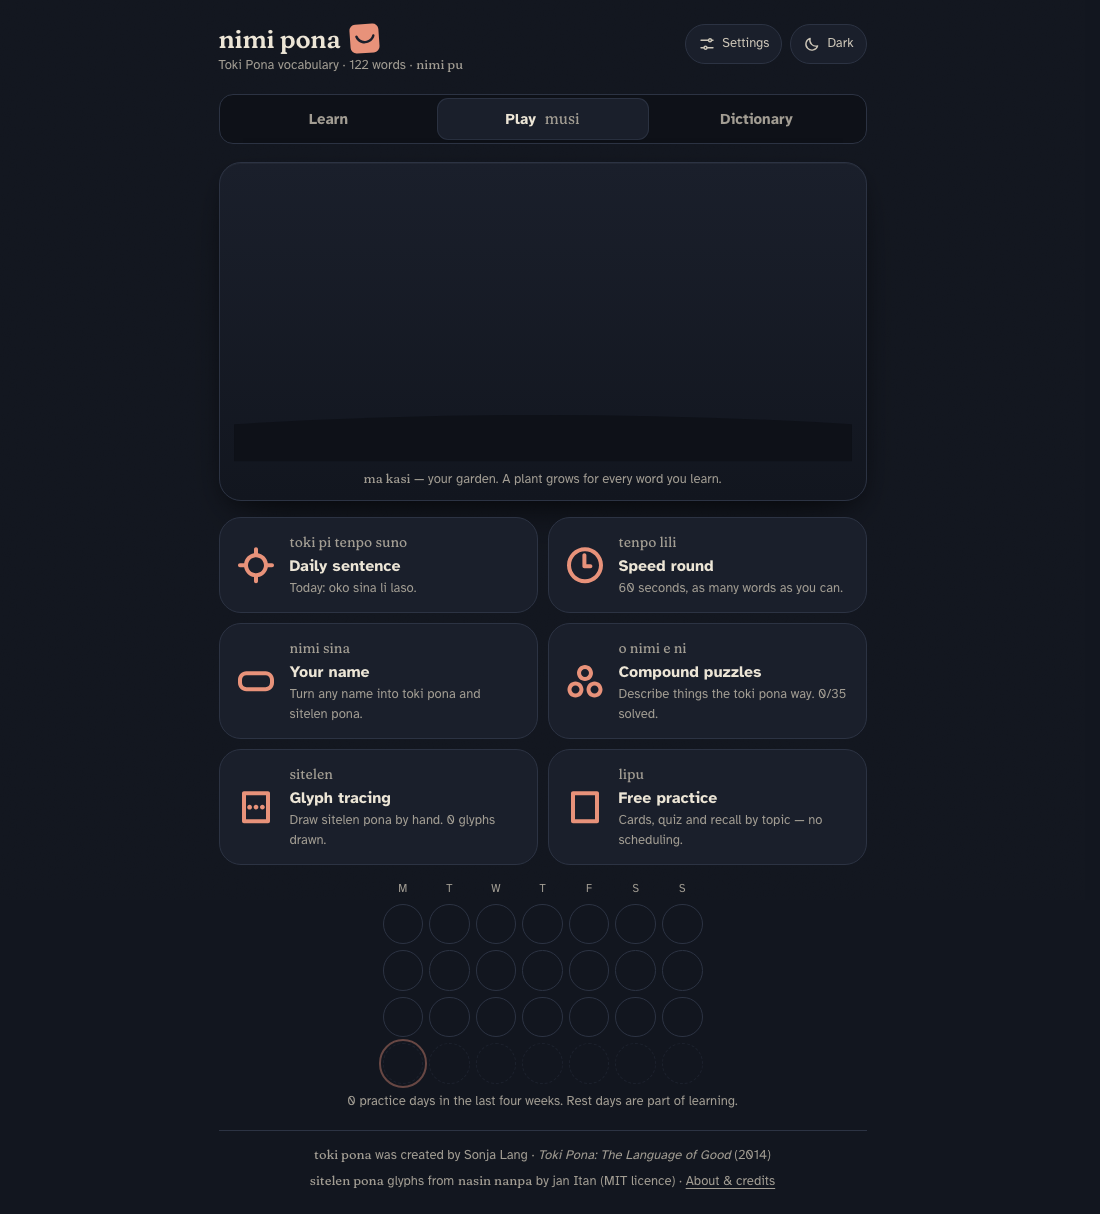 nimi pona
Toki Pona vocabulary · 122 words · nimi pu
Settings
Dark
Learn
Play musi
Dictionary
ma kasi — your garden. A plant grows for every word you learn.
toki pi tenpo suno
Daily sentence
Today: oko sina li laso.
tenpo lili
Speed round
60 seconds, as many words as you can.
nimi sina
Your name
Turn any name into toki pona and
sitelen pona.
o nimi e ni
Compound puzzles
Describe things the toki pona way. 0/35
solved.
sitelen
Glyph tracing
Draw sitelen pona by hand. 0 glyphs
drawn.
lipu
Free practice
Cards, quiz and recall by topic — no
scheduling.
M T W T F S S
0 practice days in the last four weeks. Rest days are part of learning.
toki pona was created by Sonja Lang · Toki Pona: The Language of Good (2014)
sitelen pona glyphs from nasin nanpa by jan Itan (MIT licence) · About & credits